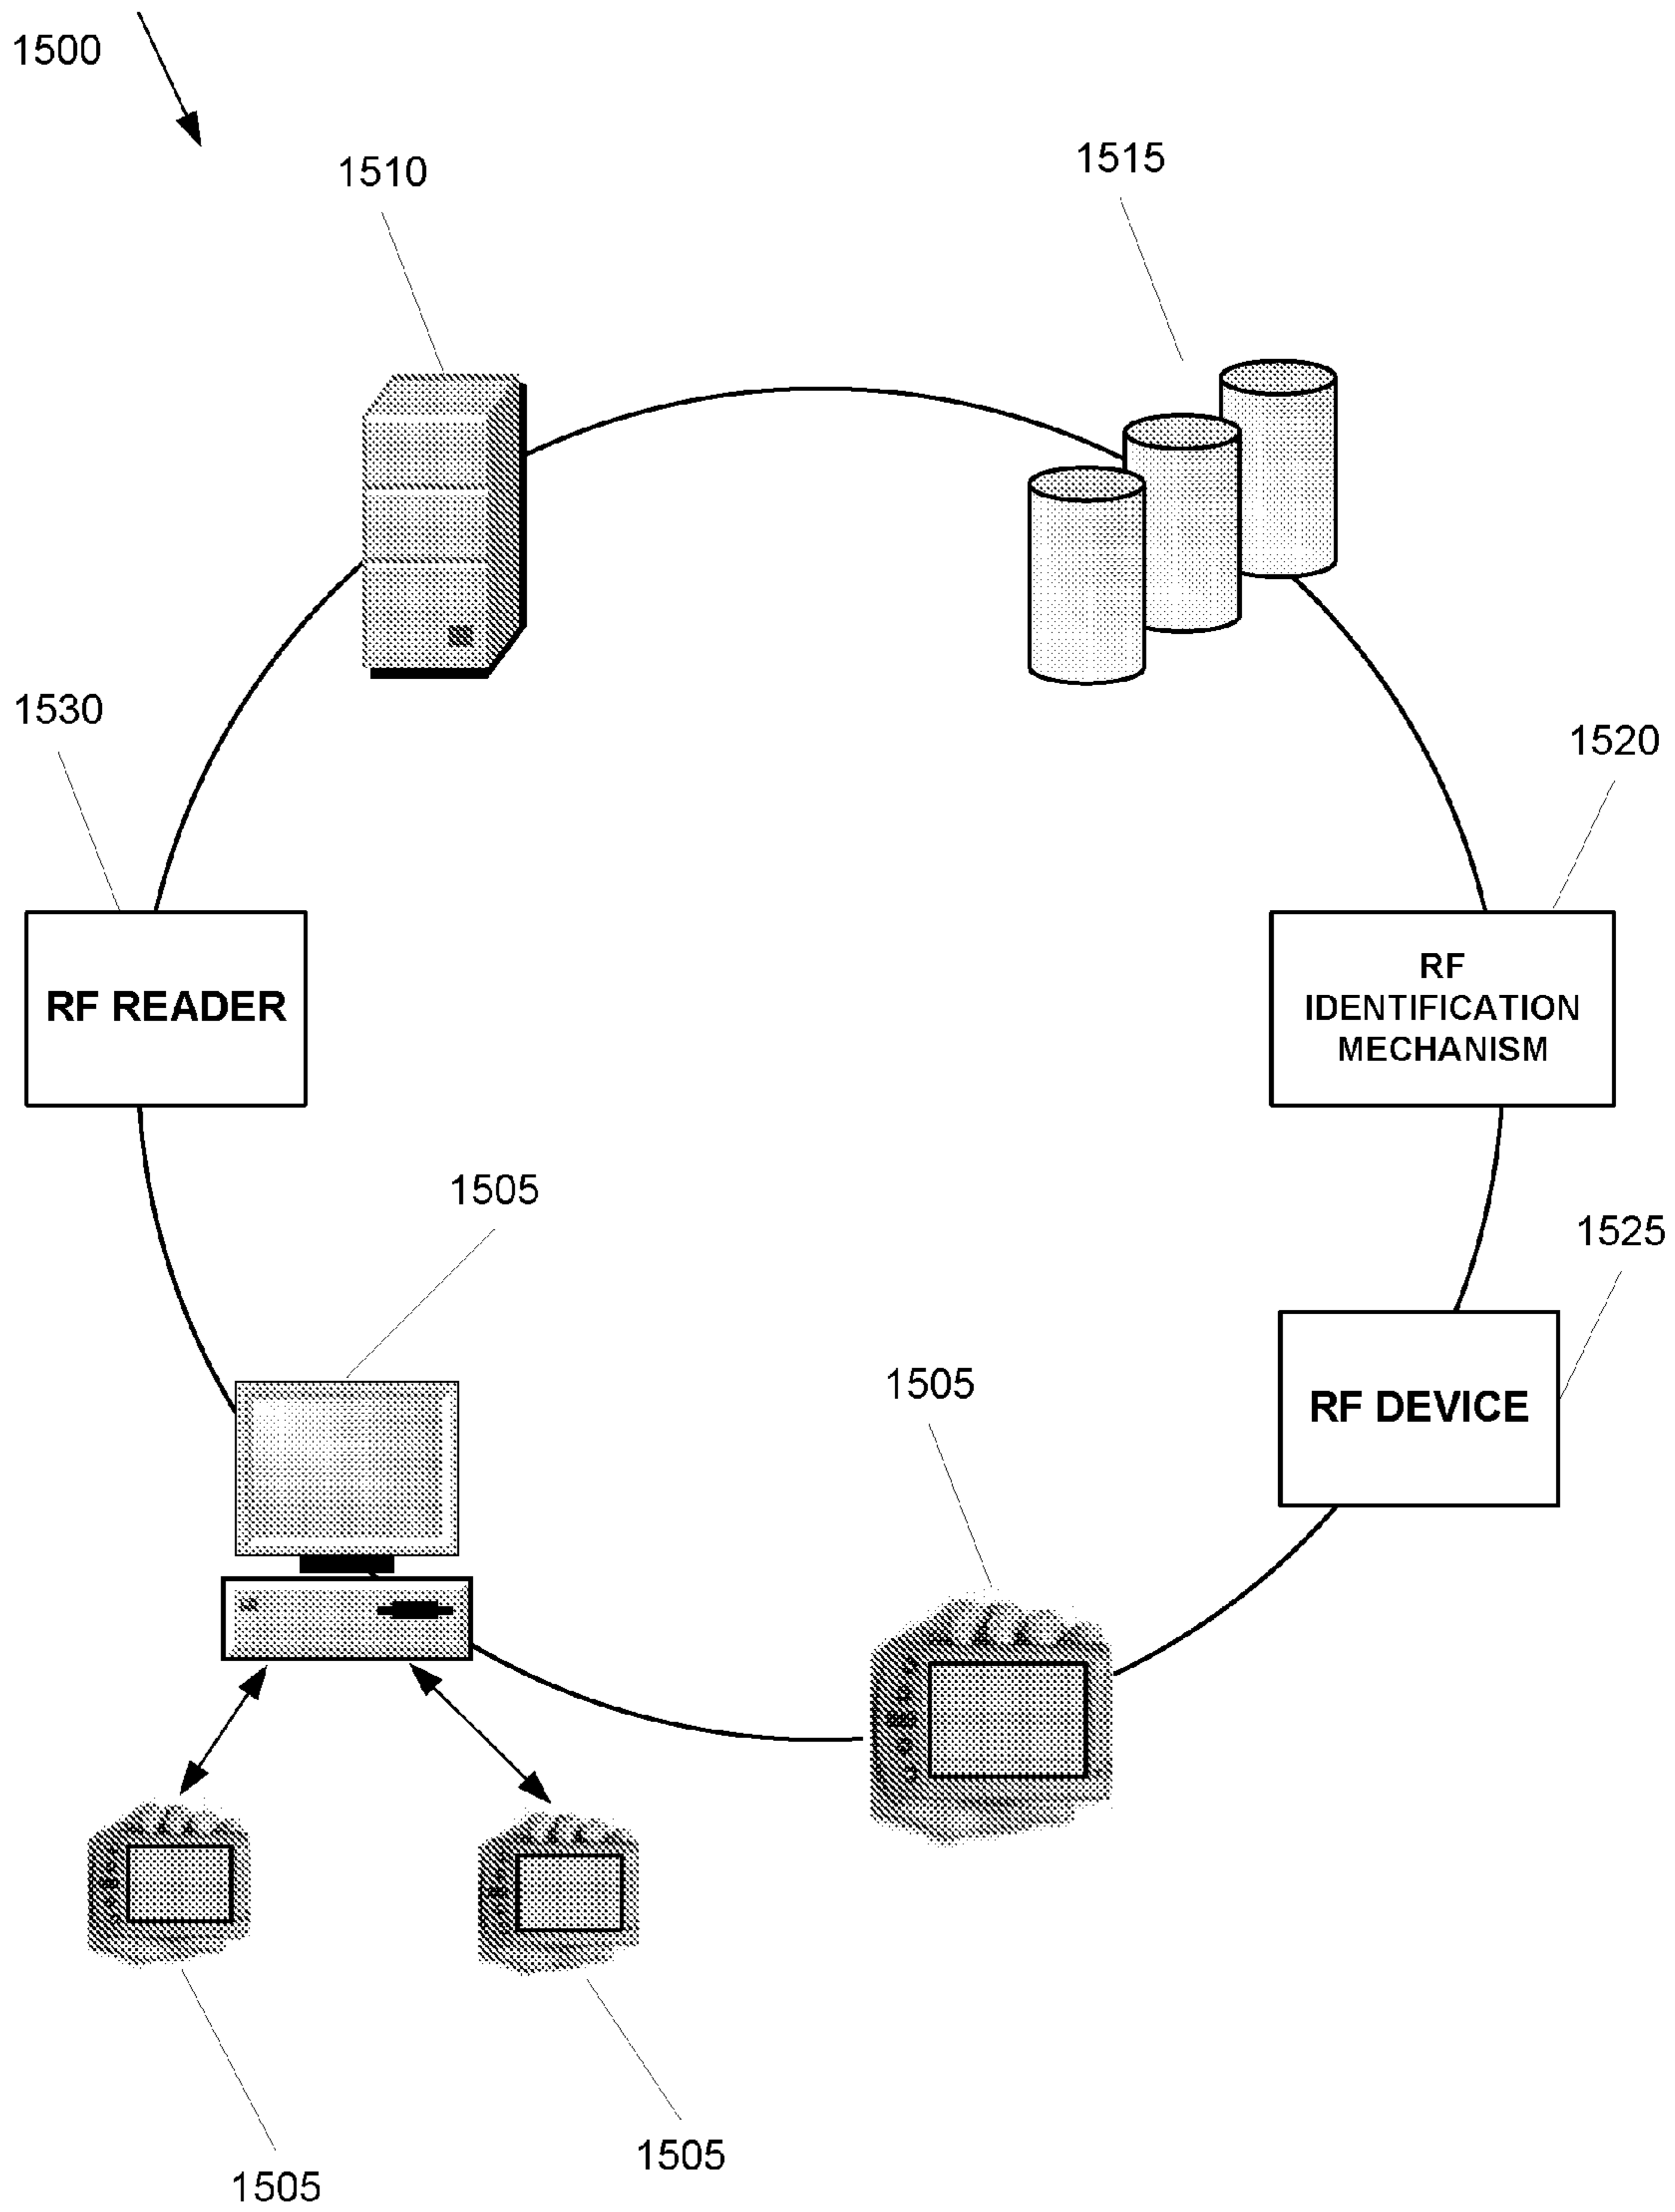 1500
1510
1515
1530
1520
RF READER
RF
IDENTIFICATION
MECHANISM
1505
1525
1505
RF DEVICE
1505
1505